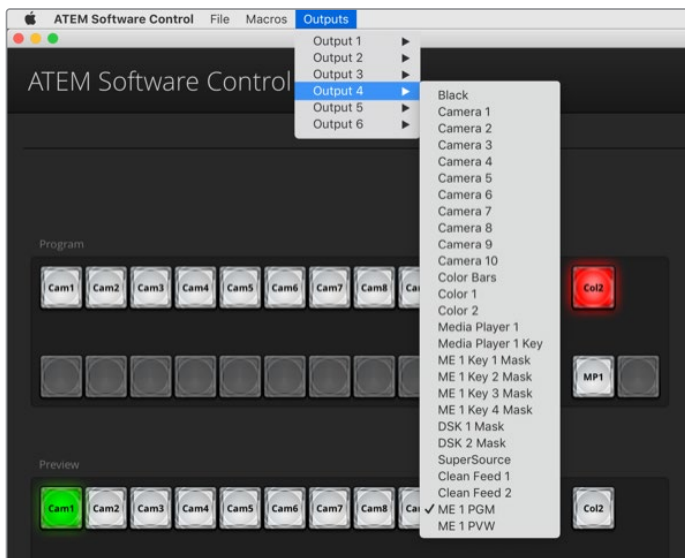 ATEM Software Control File Macros Outputs
Output 1
Output 2
Output 3
Output 4
Output 5
Output 6
ATEM Software Control
Black
Camera 1
Camera 2
Camera 3
Camera 4
Camera 5
Camera 6
Camera 7
Camera 8
Camera 9
Camera 10
Color Bars
Color 1
Color 2
Media Player 1
Media Player 1 Key
ME 1 Key 1 Mask
ME 1 Key 2 Mask
ME 1 Key 3 Mask
ME 1 Key 4 Mask
DSK 1 Mask
DSK 2 Mask
SuperSource
Clean Feed 1
Clean Feed 2
ME 1 PGM
ME 1 PVW
Program
Cam1 Cam2 Cam3 Cam4 Cam5 Cam6 Cam7 Cam8 Col2
MP1
Preview
Cam1 Cam2 Cam3 Cam4 Cam5 Cam6 Cam7 Cam8 Col2